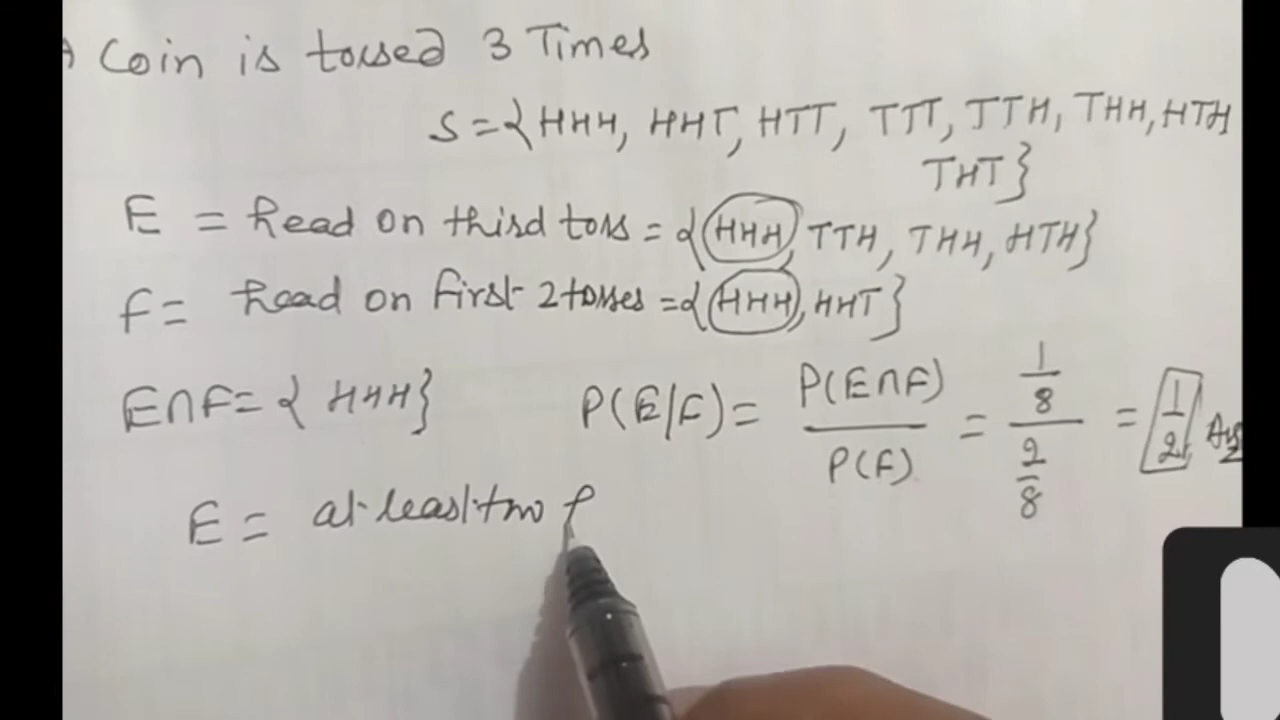 A Coin is tossed 3 Times
S = {HHH, HHT, HTT, TTT, TTH, THH, HTH
THT}
E = head on third toss = {HHH, TTH, THH, HTH}
F = head on first 2 tosses = {HHH, HHT}
E∩F = { HHH} P(E/F) = P(E∩F) / P(F) = 1/8 / 2/8 = 1/2 Ans
E = at least two